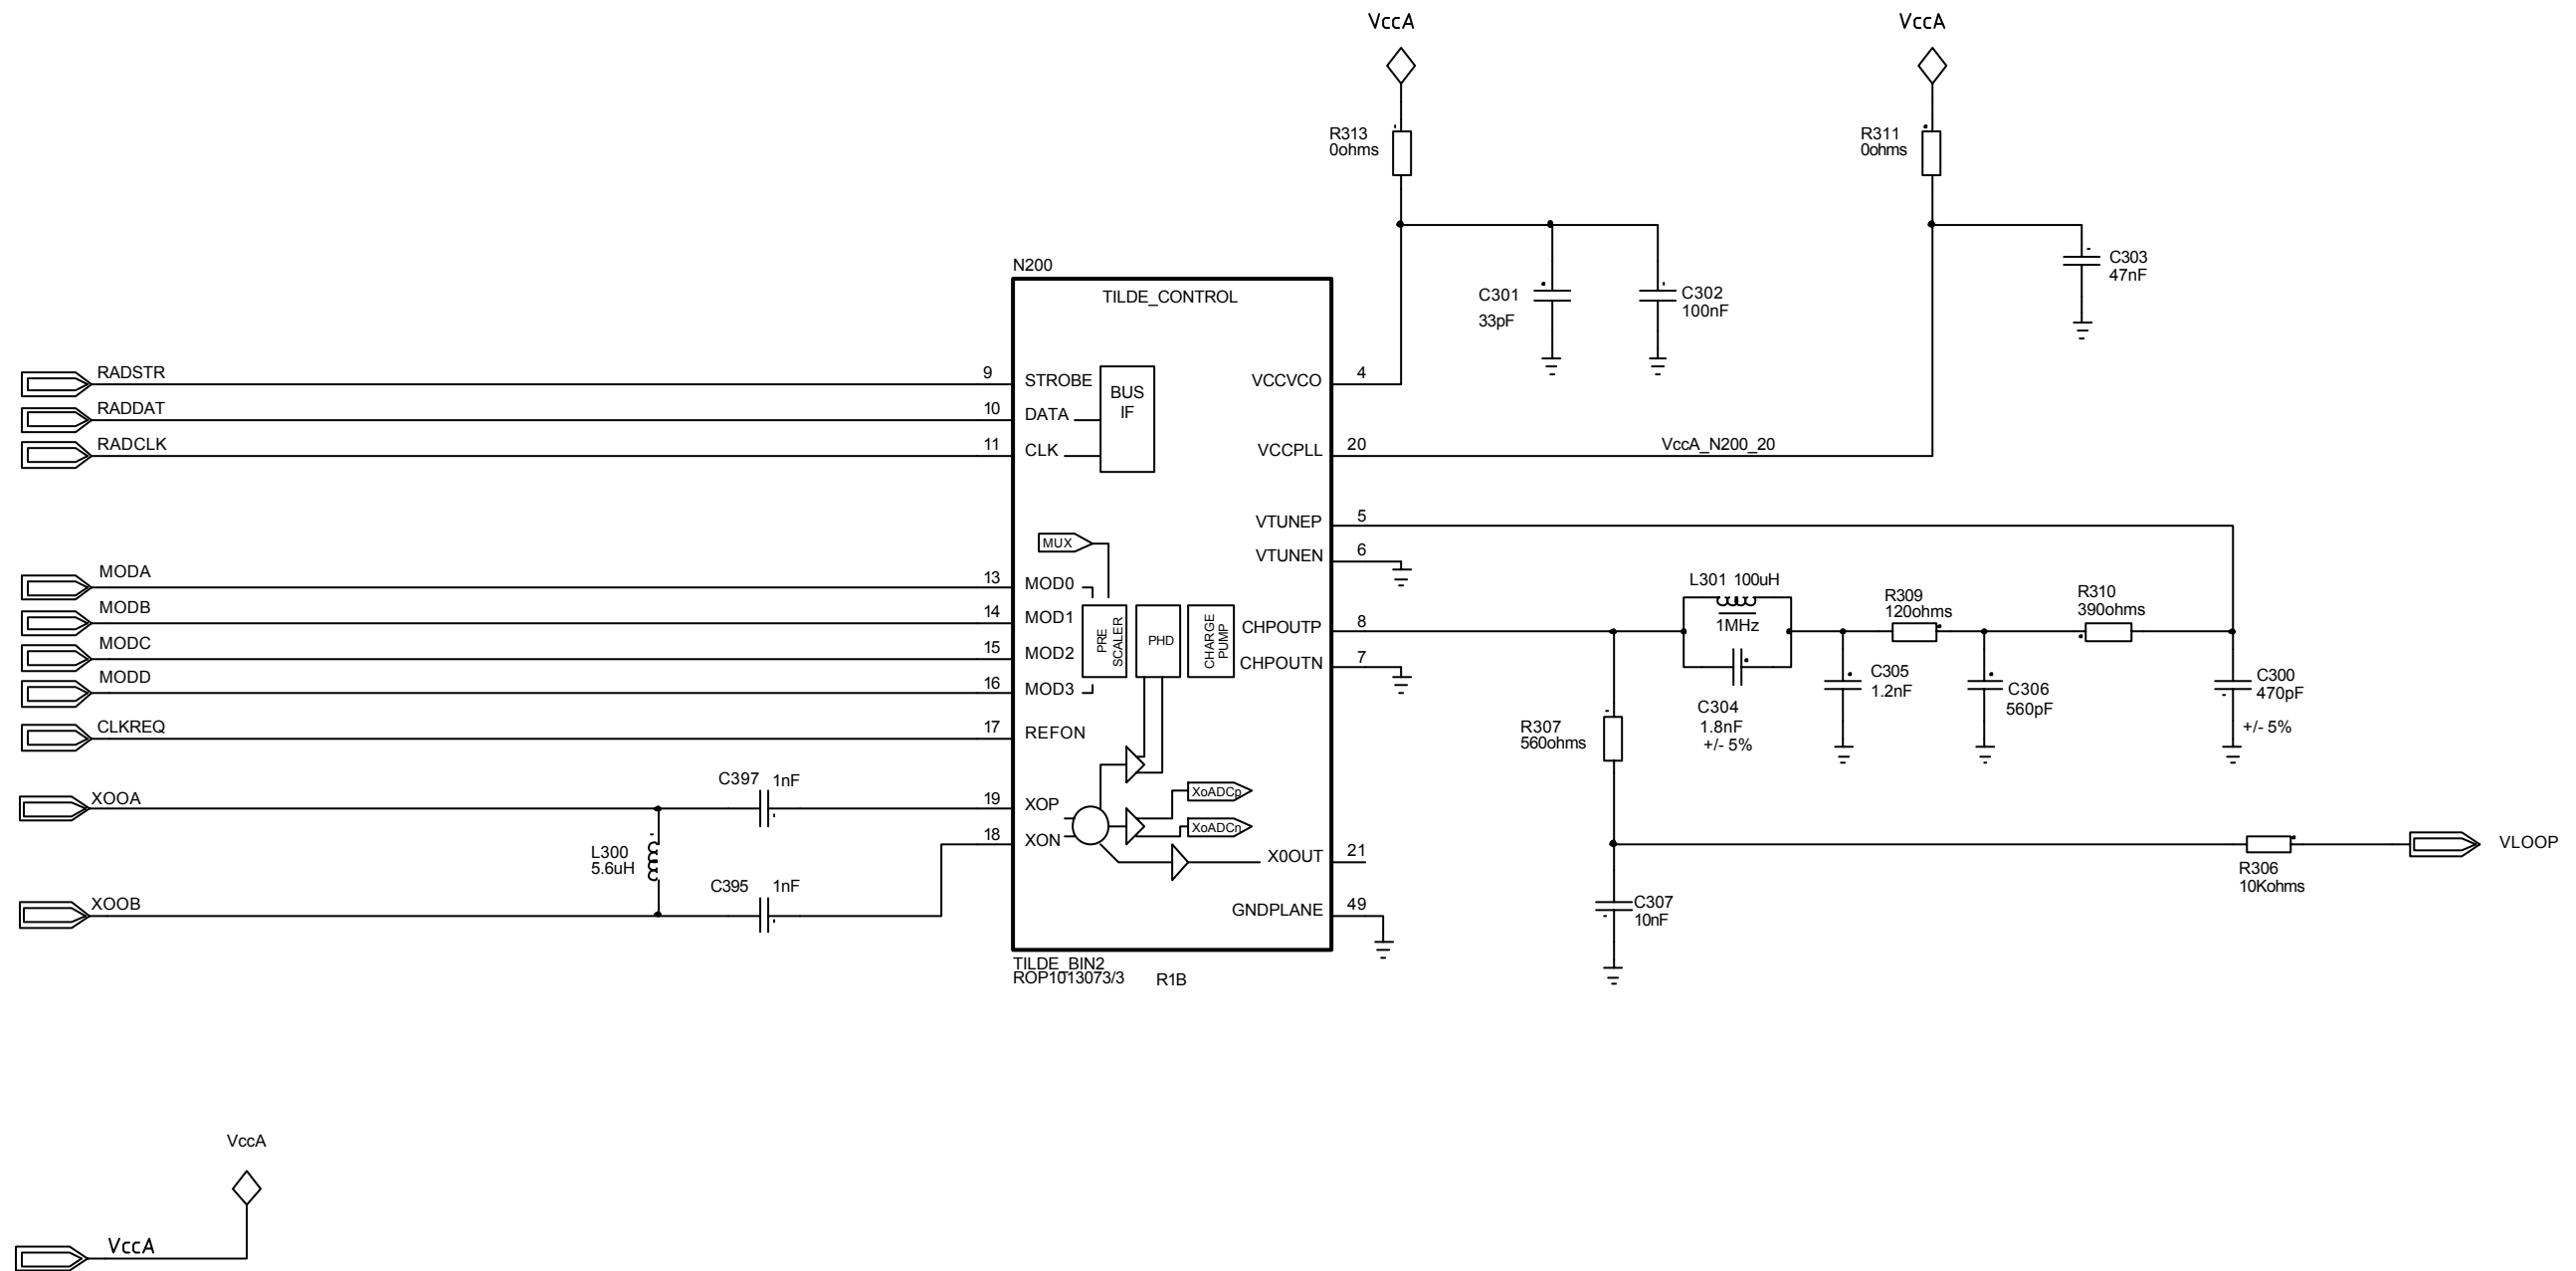 VccA
VccA
R313
0ohms
R311
0ohms
C303
47nF
N200
TILDE_CONTROL
C301
33pF
C302
100nF
RADSTR
9
STROBE
BUS
IF
VCCVCO
4
RADDAT
10
DATA
RADCLK
11
CLK
VCCPLL
20
VccA_N200_20
VTUNEP
5
MUX
VTUNEN
6
MODA
13
MOD0
L301 100uH
1MHz
R309
120ohms
R310
390ohms
MODB
14
MOD1
PRE
SCALER
PHD
CHARGE
PUMP
CHPOUTP
8
MODC
15
MOD2
CHPOUTN
7
MODD
16
MOD3
C305
1.2nF
C306
560pF
C300
470pF
+/- 5%
C304
1.8nF
+/- 5%
CLKREQ
17
REFON
R307
560ohms
C397 1nF
XOOA
19
XOP
XoADCp
18
XON
XoADCn
L300
5.6uH
X0OUT
21
R306
10Kohms
VLOOP
C395 1nF
XOOB
GNDPLANE
49
C307
10nF
TILDE_BIN2
ROP1013073/3 R1B
VccA
VccA